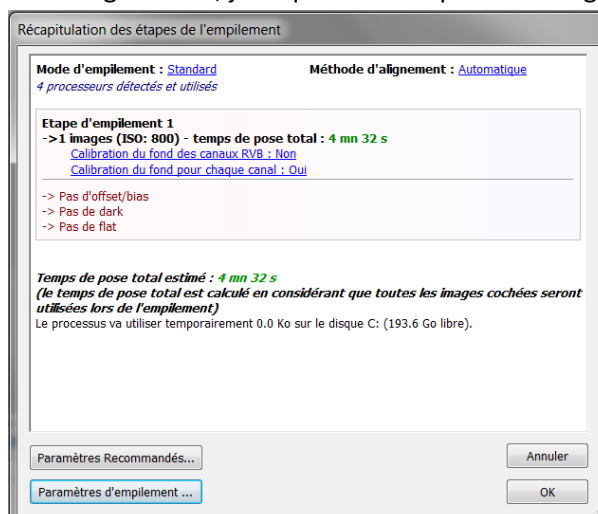 Récapitulation des étapes de l'empilement
Mode d'empilement : Standard Méthode d'alignement : Automatique
4 processeurs détectés et utilisés
Etape d'empilement 1
->1 images (ISO: 800) - temps de pose total : 4 mn 32 s
Calibration du fond des canaux RVB : Non
Calibration du fond pour chaque canal : Oui
-> Pas d'offset/bias
-> Pas de dark
-> Pas de flat
Temps de pose total estimé : 4 mn 32 s
(le temps de pose total est calculé en considérant que toutes les images cochées seront
utilisées lors de l'empilement)
Le processus va utiliser temporairement 0.0 Ko sur le disque C: (193.6 Go libre).
Paramètres Recommandés... Annuler
Paramètres d'empilement ... OK